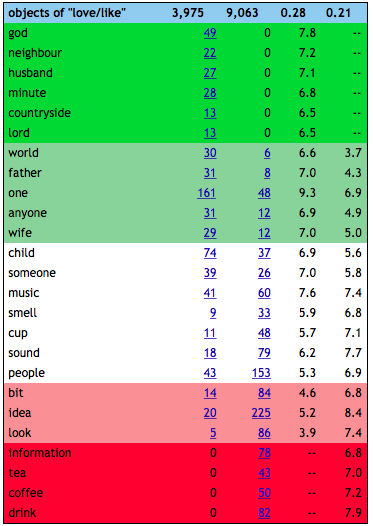 objects of "love/like" 3,975 9,063 0.28 0.21
god 49 0 7.8 --
neighbour 22 0 7.2 --
husband 27 0 7.1 --
minute 28 0 6.8 --
countryside 13 0 6.5 --
lord 13 0 6.5 --
world 30 6 6.6 3.7
father 31 8 7.0 4.3
one 161 48 9.3 6.9
anyone 31 12 6.9 4.9
wife 29 12 7.0 5.0
child 74 37 6.9 5.6
someone 39 26 7.0 5.8
music 41 60 7.6 7.4
smell 9 33 5.9 6.8
cup 11 48 5.7 7.1
sound 18 79 6.2 7.7
people 43 153 5.3 6.9
bit 14 84 4.6 6.8
idea 20 225 5.2 8.4
look 5 86 3.9 7.4
information 0 78 -- 6.8
tea 0 43 -- 7.0
coffee 0 50 -- 7.2
drink 0 82 -- 7.9